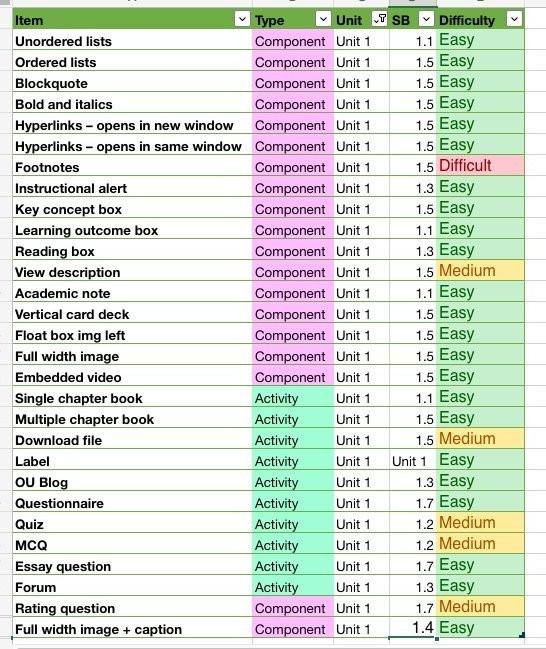 Item Type Unit SB Difficulty
Unordered lists Component Unit 1 1.1 Easy
Ordered lists Component Unit 1 1.5 Easy
Blockquote Component Unit 1 1.5 Easy
Bold and italics Component Unit 1 1.5 Easy
Hyperlinks – opens in new window Component Unit 1 1.5 Easy
Hyperlinks – opens in same window Component Unit 1 1.5 Easy
Footnotes Component Unit 1 1.5 Difficult
Instructional alert Component Unit 1 1.3 Easy
Key concept box Component Unit 1 1.5 Easy
Learning outcome box Component Unit 1 1.1 Easy
Reading box Component Unit 1 1.3 Easy
View description Component Unit 1 1.5 Medium
Academic note Component Unit 1 1.1 Easy
Vertical card deck Component Unit 1 1.5 Easy
Float box img left Component Unit 1 1.5 Easy
Full width image Component Unit 1 1.5 Easy
Embedded video Component Unit 1 1.5 Easy
Single chapter book Activity Unit 1 1.1 Easy
Multiple chapter book Activity Unit 1 1.5 Easy
Download file Activity Unit 1 1.5 Medium
Label Activity Unit 1 Unit 1 Easy
OU Blog Activity Unit 1 1.3 Easy
Questionnaire Activity Unit 1 1.7 Easy
Quiz Activity Unit 1 1.2 Medium
MCQ Activity Unit 1 1.2 Medium
Essay question Activity Unit 1 1.7 Easy
Forum Activity Unit 1 1.3 Easy
Rating question Component Unit 1 1.7 Medium
Full width image + caption Component Unit 1 1.4 Easy